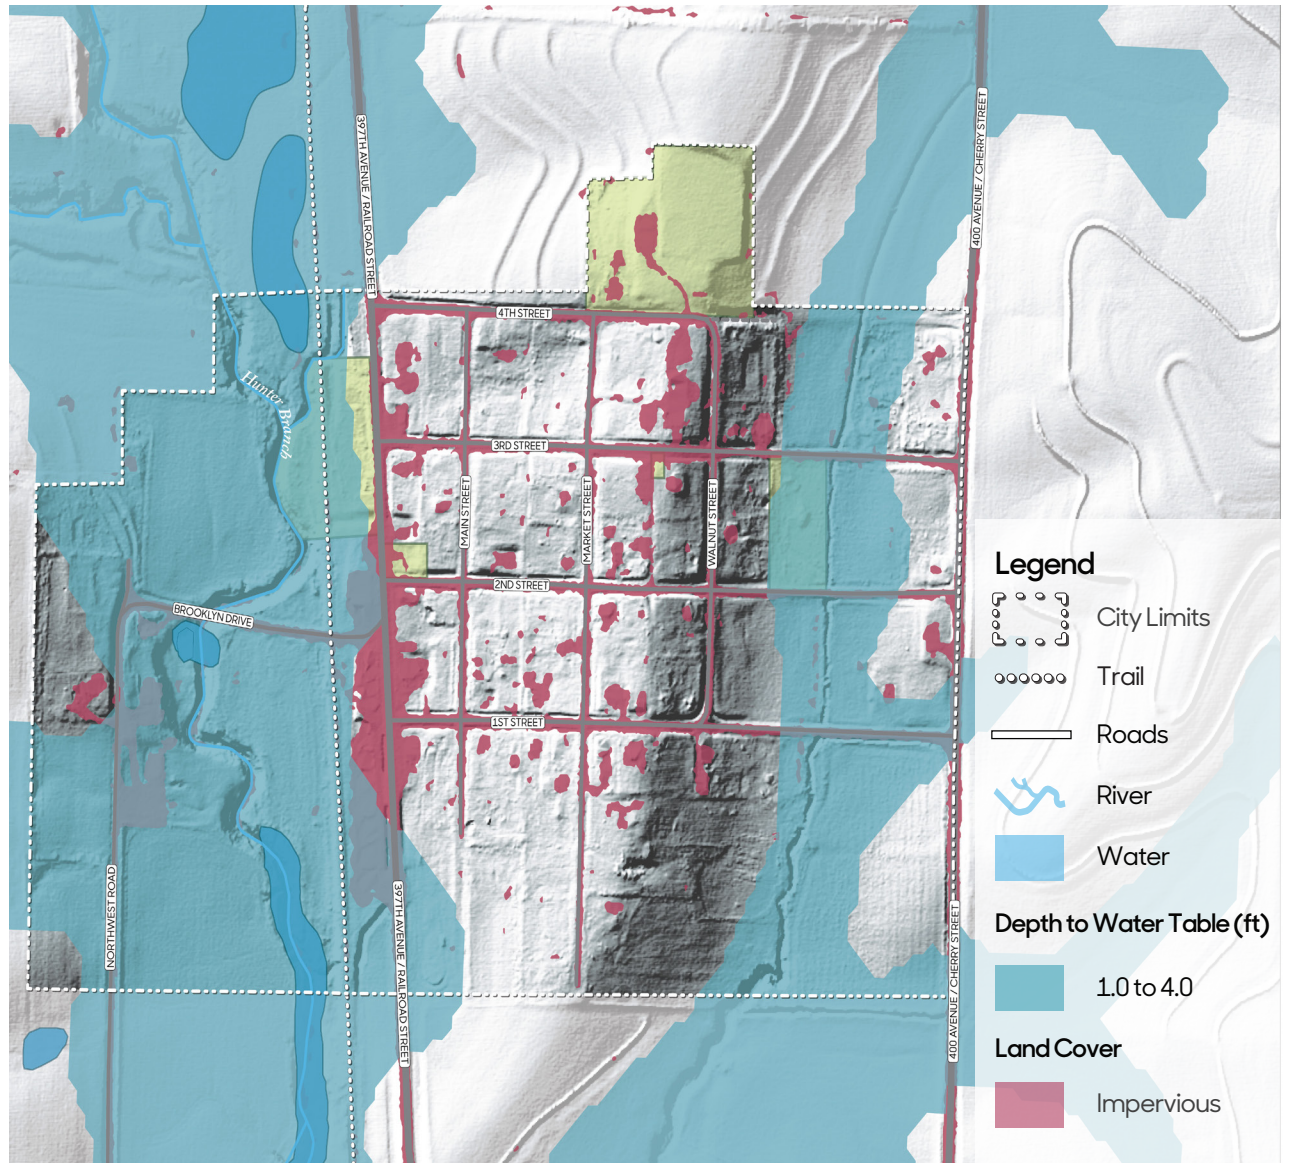 397TH AVENUE / RAILROAD STREET
400 AVENUE / CHERRY STREET
4TH STREET
Hunter Branch
3RD STREET
MAIN STREET
MARKET STREET
WALNUT STREET
2ND STREET
BROOKLYN DRIVE
1ST STREET
NORTHWEST ROAD
397TH AVENUE / RAILROAD STREET
400 AVENUE / CHERRY STREET
Legend
City Limits
Trail
Roads
River
Water
Depth to Water Table (ft)
1.0 to 4.0
Land Cover
Impervious